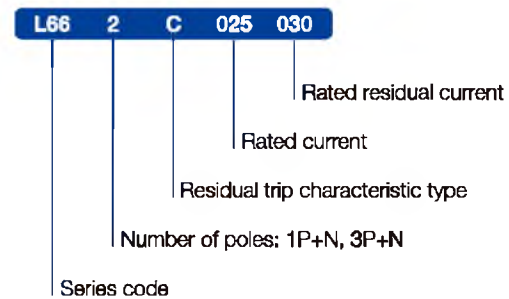 L66 2 C 025 030
Rated residual current
Rated current
Residual trip characteristic type
Number of poles: 1P+N, 3P+N
Series code